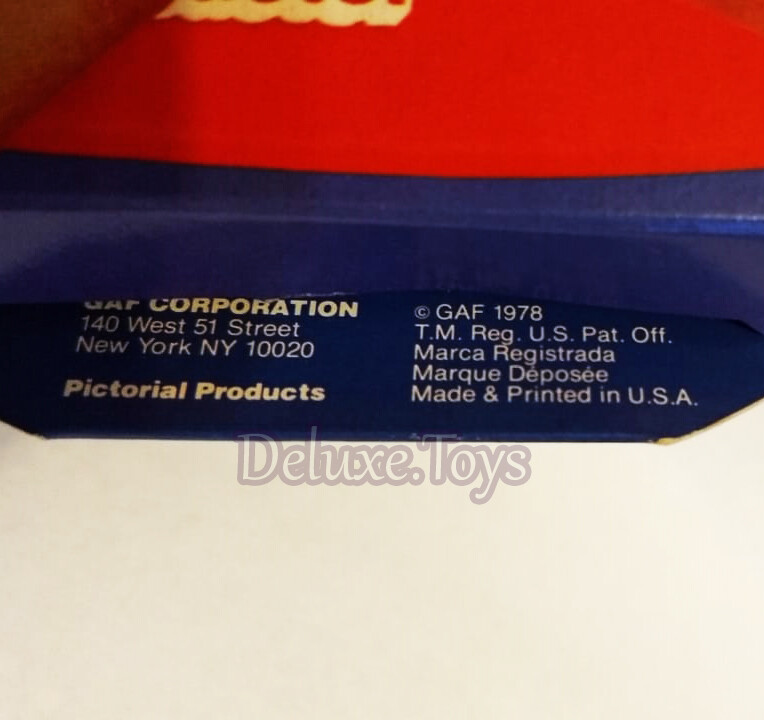 GAF CORPORATION
140 West 51 Street
New York NY 10020
Pictorial Products
© GAF 1978
T.M. Reg. U.S. Pat. Off.
Marca Registrada
Marque Déposée
Made & Printed in U.S.A.
Deluxe.Toys